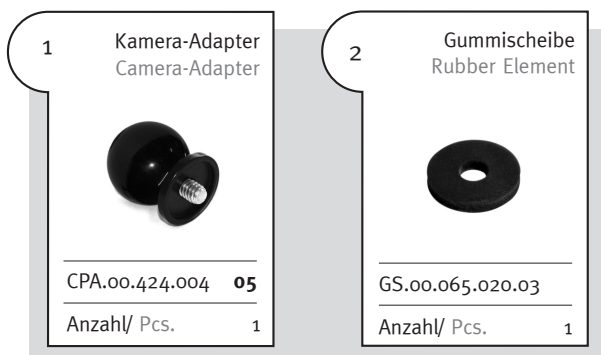 1
Kamera-Adapter
Camera-Adapter
CPA.00.424.004 05
Anzahl/ Pcs. 1
2
Gummischeibe
Rubber Element
GS.00.065.020.03
Anzahl/ Pcs. 1